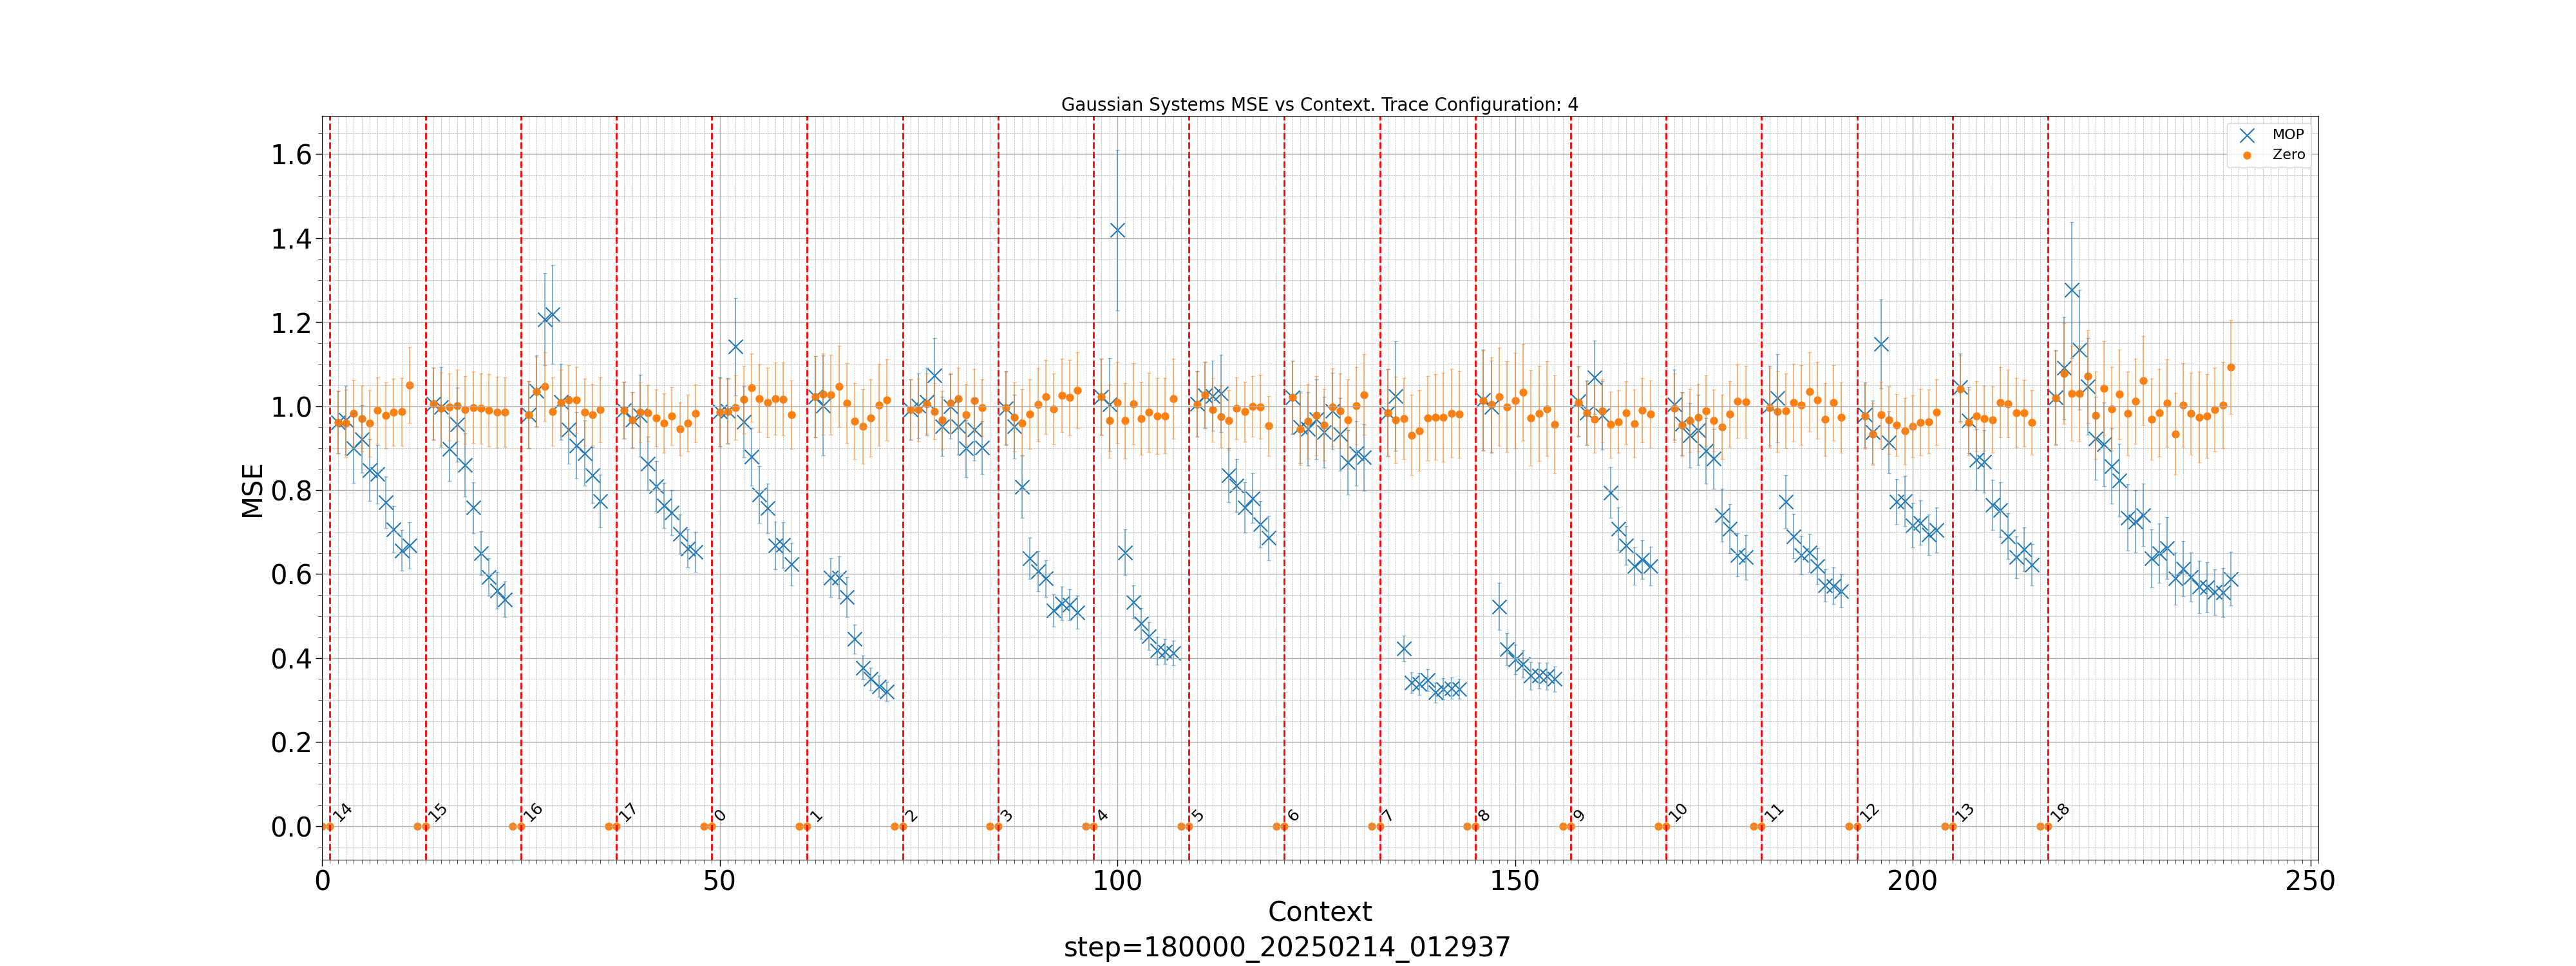 Gaussian Systems MSE vs Context. Trace Configuration: 4
MOP
Zero
1.6
1.4
1.2
1.0
0.8
0.6
0.4
0.2
0.0
MSE
14 15 16 17 0 1 2 3 4 5 6 7 8 9 10 11 12 13 18
0 50 100 150 200 250
Context
step=180000_20250214_012937